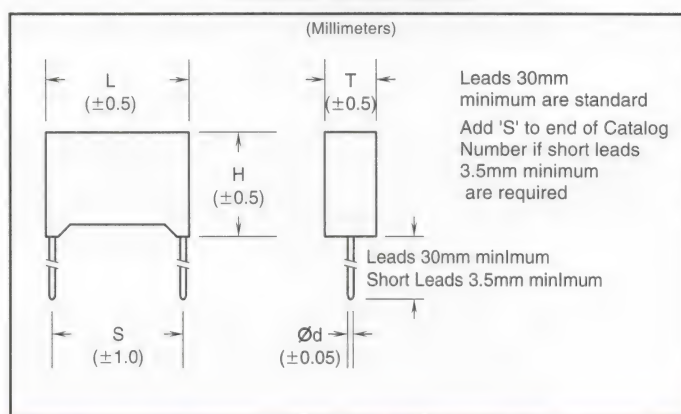 (Millimeters)
L
(±0.5)
T
(±0.5)
H
(±0.5)
Leads 30mm
minimum are standard
Add 'S' to end of Catalog
Number if short leads
3.5mm minimum
are required
Leads 30mm minImum
Short Leads 3.5mm minImum
S
(±1.0)
Ød
(±0.05)